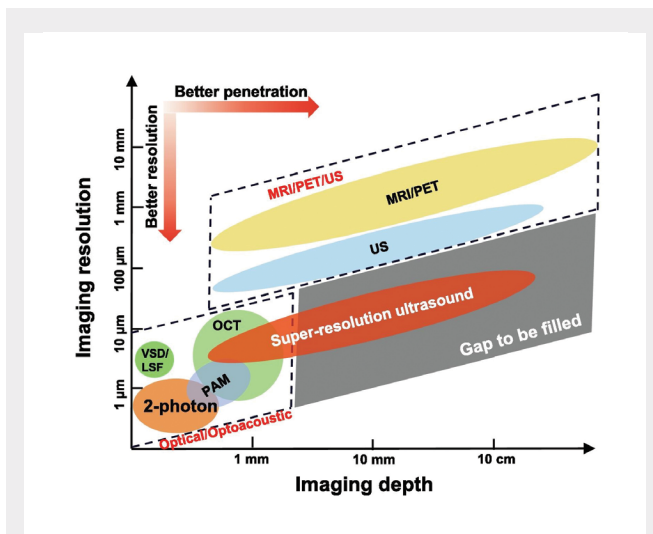 Better penetration
Better resolution
Imaging resolution
10 mm
1 mm
100 µm
10 µm
1 µm
MRI/PET/US
MRI/PET
US
OCT
Super-resolution ultrasound
VSD/
LSF
PAM
2-photon
Gap to be filled
Optical/Optoacoustic
1 mm
10 mm
10 cm
Imaging depth